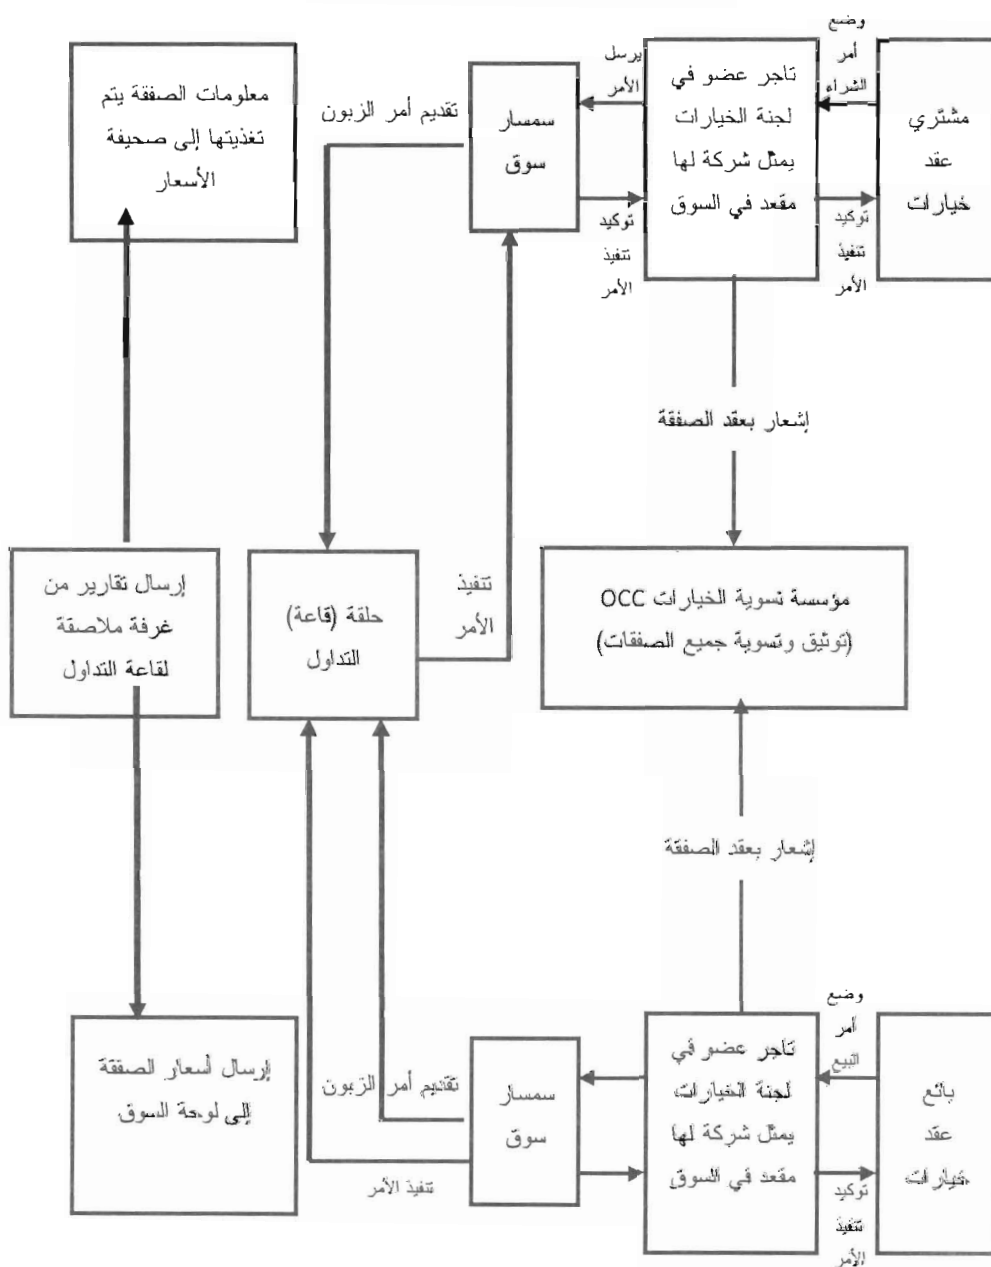 وضع
أمر
الشراء
مشتري
عقد
خيارات
توكيد
تنفيذ
الأمر
تاجر عضو في
لجنة الخيارات
يمثل شركة لها
مقعد في السوق
يرسل
الأمر
توكيد
تنفيذ
الأمر
سمسار
سوق
تقديم أمر الزبون
معلومات الصفقة يتم
تغذيتها إلى صحيفة
الأسعار
إشعار بعقد الصفقة
مؤسسة تسوية الخيارات OCC
(توثيق وتسوية جميع الصفقات)
تنفيذ
الأمر
حلقة (قاعة)
التداول
إرسال تقارير من
غرفة ملاصقة
لقاعة التداول
إشعار بعقد الصفقة
وضع
أمر
البيع
بائع
عقد
خيارات
توكيد
تنفيذ
الأمر
تاجر عضو في
لجنة الخيارات
يمثل شركة لها
مقعد في السوق
سمسار
سوق
تقديم أمر الزبون
تنفيذ الأمر
إرسال أسعار الصفقة
إلى لوحة السوق